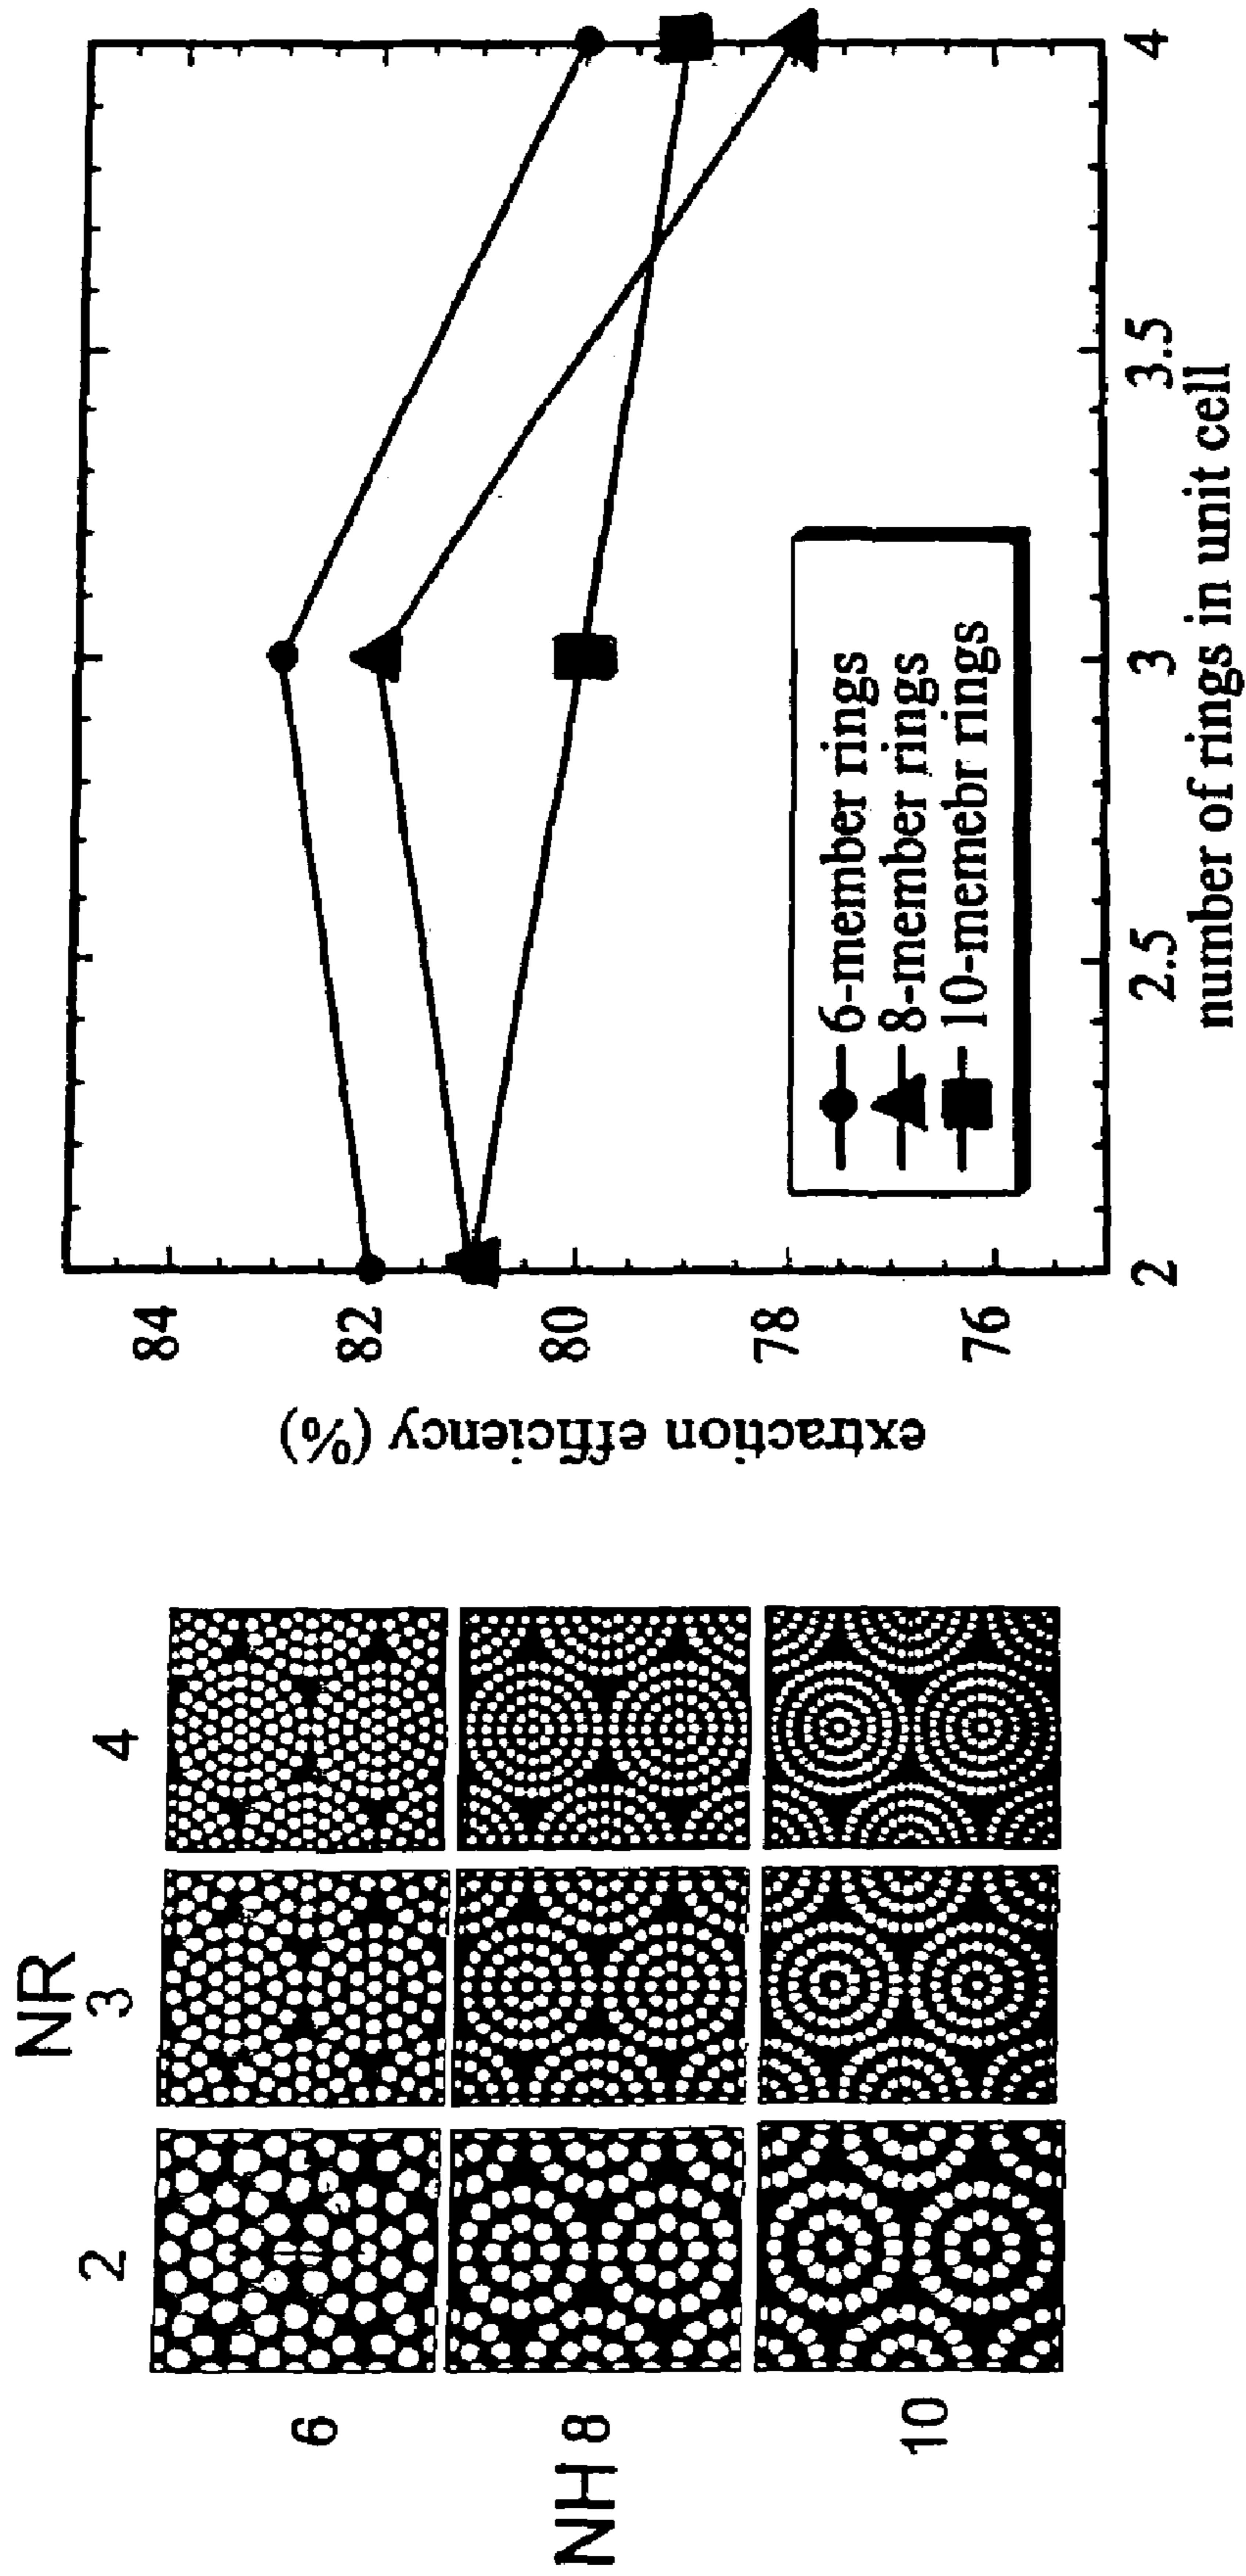 NR
2 3 4
6
NH 8
10
extraction efficiency (%)
84
82
80
78
76
6-member rings
8-member rings
10-memebr rings
2 2.5 3 3.5 4
number of rings in unit cell